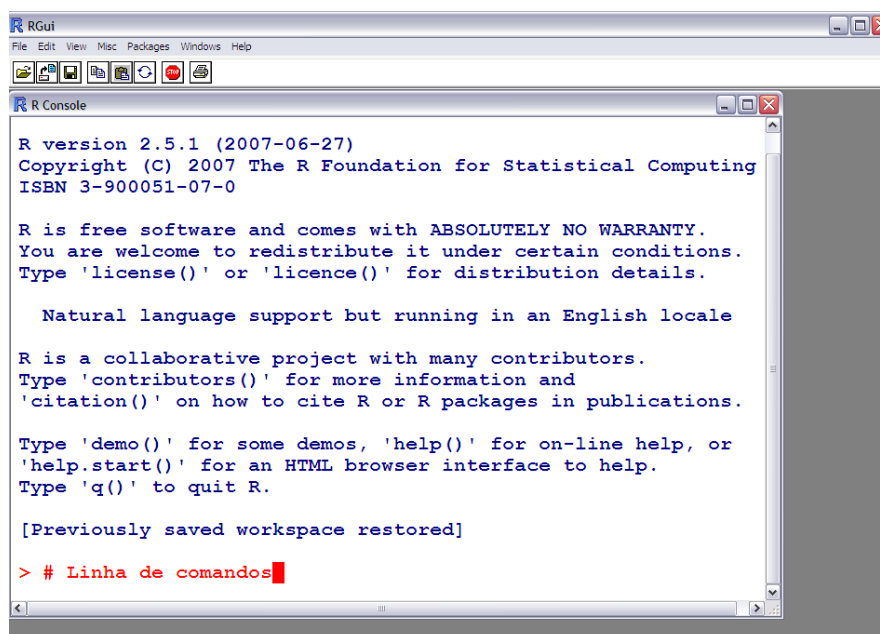 RGui
File Edit View Misc Packages Windows Help
STOP
R Console
R version 2.5.1 (2007-06-27)
Copyright (C) 2007 The R Foundation for Statistical Computing
ISBN 3-900051-07-0
R is free software and comes with ABSOLUTELY NO WARRANTY.
You are welcome to redistribute it under certain conditions.
Type 'license()' or 'licence()' for distribution details.
Natural language support but running in an English locale
R is a collaborative project with many contributors.
Type 'contributors()' for more information and
'citation()' on how to cite R or R packages in publications.
Type 'demo()' for some demos, 'help()' for on-line help, or
'help.start()' for an HTML browser interface to help.
Type 'q()' to quit R.
[Previously saved workspace restored]
> # Linha de comandos